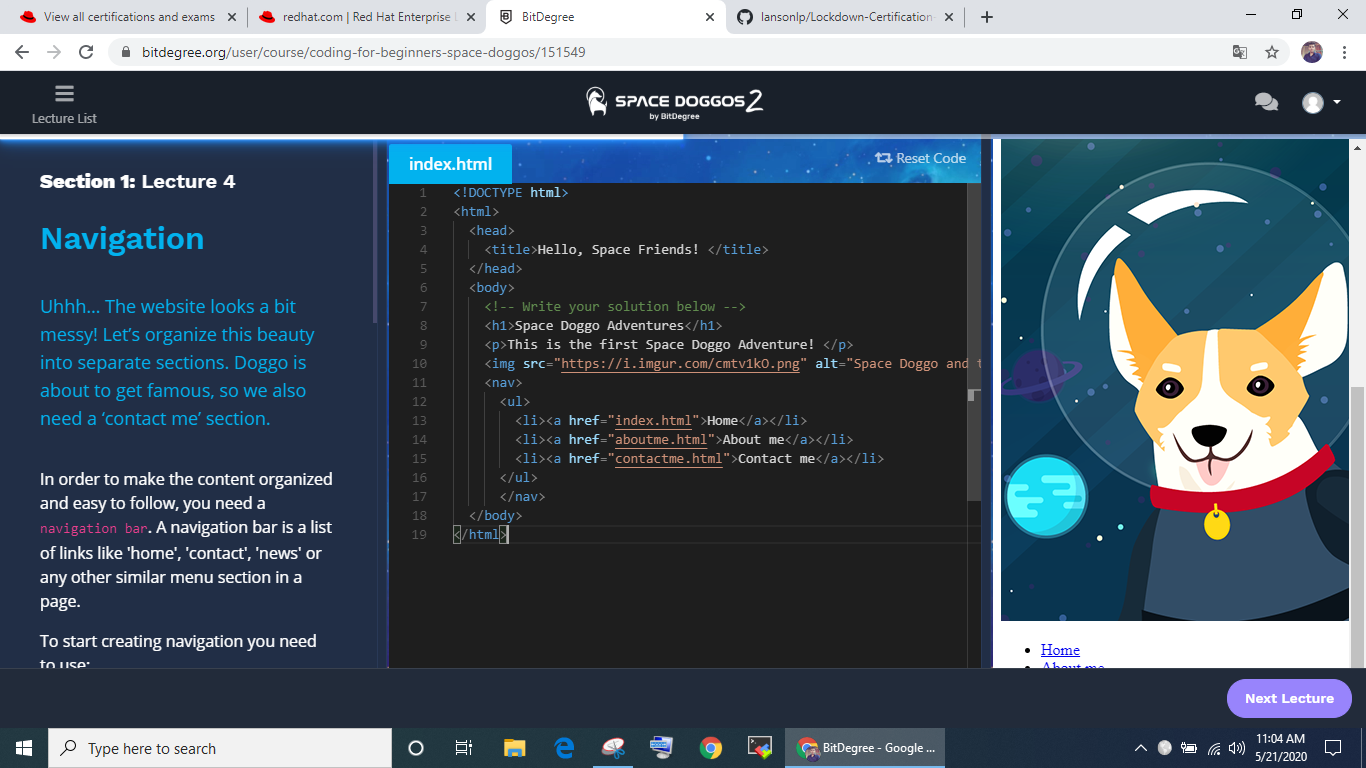 View all certifications and exams
redhat.com | Red Hat Enterprise L
BitDegree
lansonlp/Lockdown-Certification-
bitdegree.org/user/course/coding-for-beginners-space-doggos/151549
Lecture List
SPACE DOGGOS 2
by BitDegree
Section 1: Lecture 4
Navigation
Uhhh... The website looks a bit
messy! Let’s organize this beauty
into separate sections. Doggo is
about to get famous, so we also
need a ‘contact me’ section.
In order to make the content organized
and easy to follow, you need a
navigation bar. A navigation bar is a list
of links like 'home', 'contact', 'news' or
any other similar menu section in a
page.
To start creating navigation you need
to use:
index.html
Reset Code
1 <!DOCTYPE html>
2 <html>
3 <head>
4 <title>Hello, Space Friends! </title>
5 </head>
6 <body>
7 <!-- Write your solution below -->
8 <h1>Space Doggo Adventures</h1>
9 <p>This is the first Space Doggo Adventure! </p>
10 <img src="https://i.imgur.com/cmtv1kO.png" alt="Space Doggo and t
11 <nav>
12 <ul>
13 <li><a href="index.html">Home</a></li>
14 <li><a href="aboutme.html">About me</a></li>
15 <li><a href="contactme.html">Contact me</a></li>
16 </ul>
17 </nav>
18 </body>
19 </html>
Home
About me
Next Lecture
Type here to search
BitDegree - Google ...
11:04 AM
5/21/2020